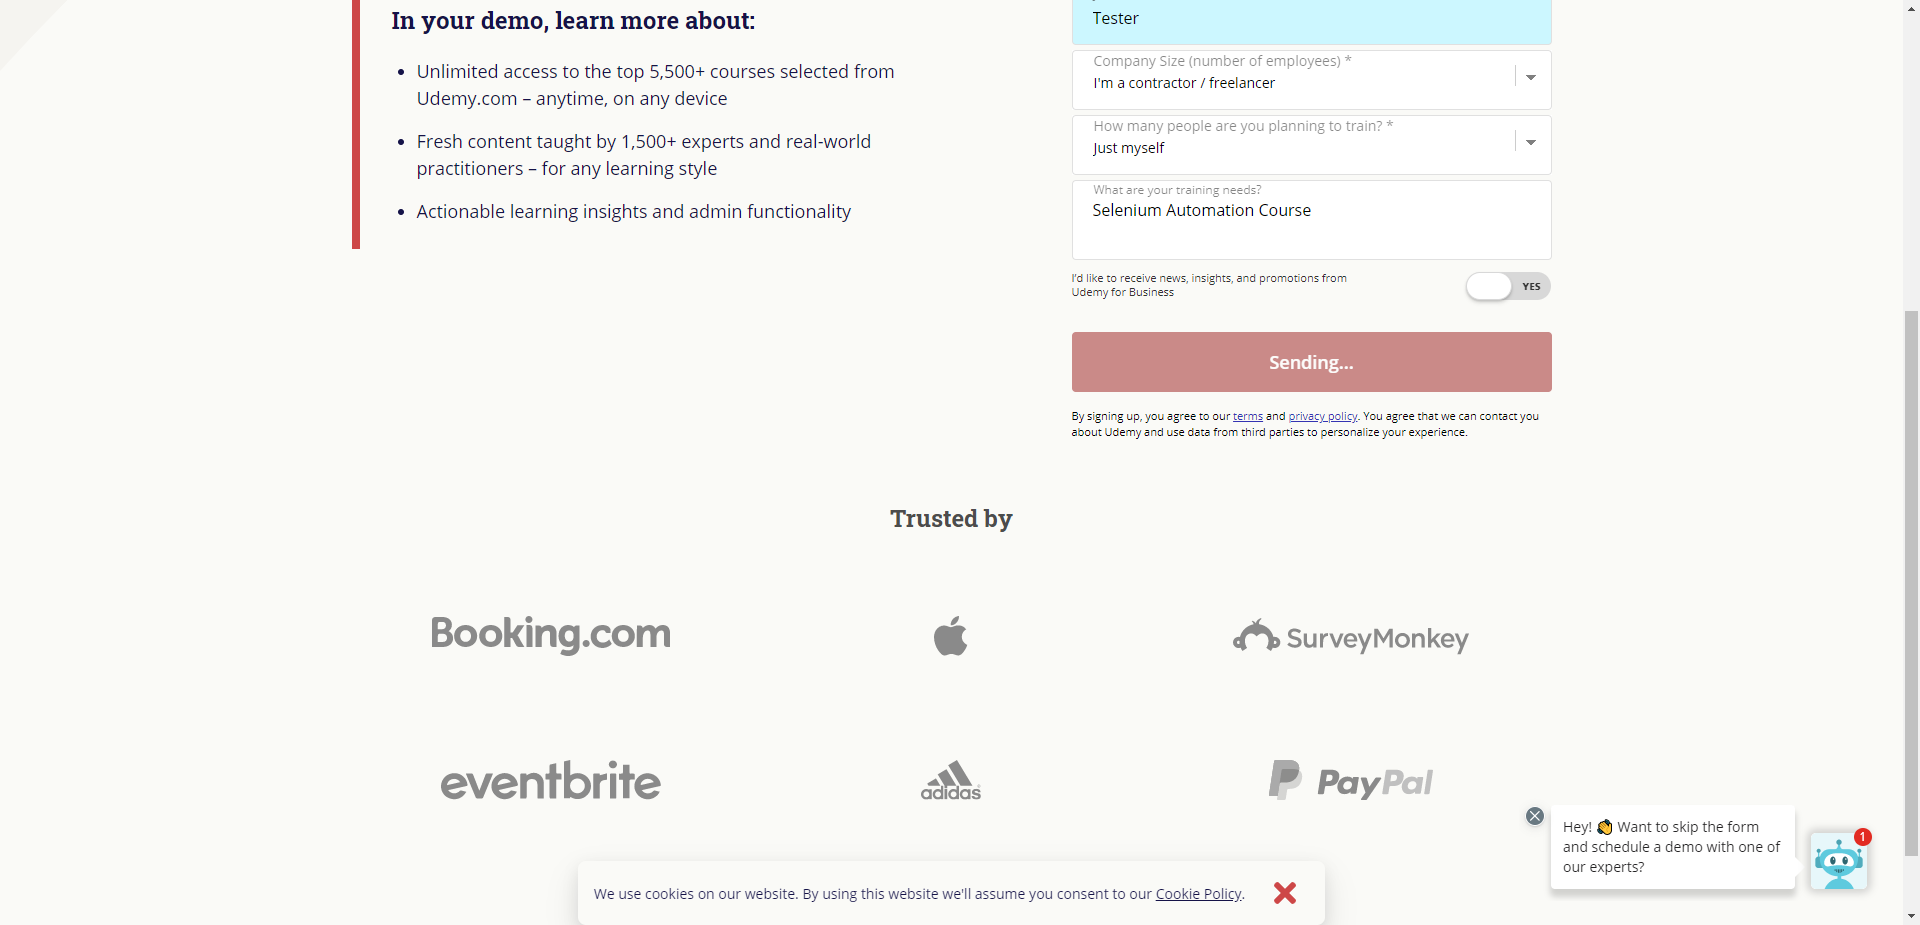 In your demo, learn more about:
Unlimited access to the top 5,500+ courses selected from
Udemy.com – anytime, on any device
Fresh content taught by 1,500+ experts and real-world
practitioners – for any learning style
Actionable learning insights and admin functionality
Tester
Company Size (number of employees) *
I'm a contractor / freelancer
How many people are you planning to train? *
Just myself
What are your training needs?
Selenium Automation Course
I'd like to receive news, insights, and promotions from
Udemy for Business
YES
Sending...
By signing up, you agree to our terms and privacy policy. You agree that we can contact you
about Udemy and use data from third parties to personalize your experience.
Trusted by
Booking.com
SurveyMonkey
eventbrite
adidas
PayPal
Hey! 👋 Want to skip the form
and schedule a demo with one of
our experts?
1
We use cookies on our website. By using this website we'll assume you consent to our Cookie Policy.